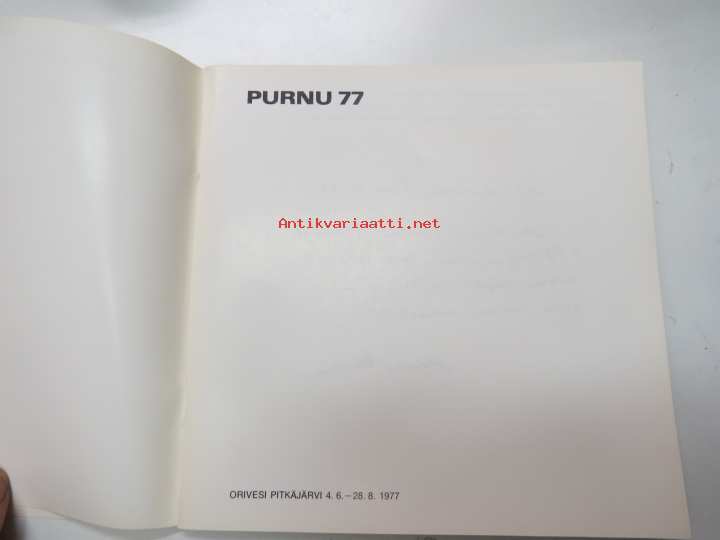 PURNU 77
Antikvariaatti.net
ORIVESI PITKÄJÄRVI 4. 6. – 28. 8. 1977